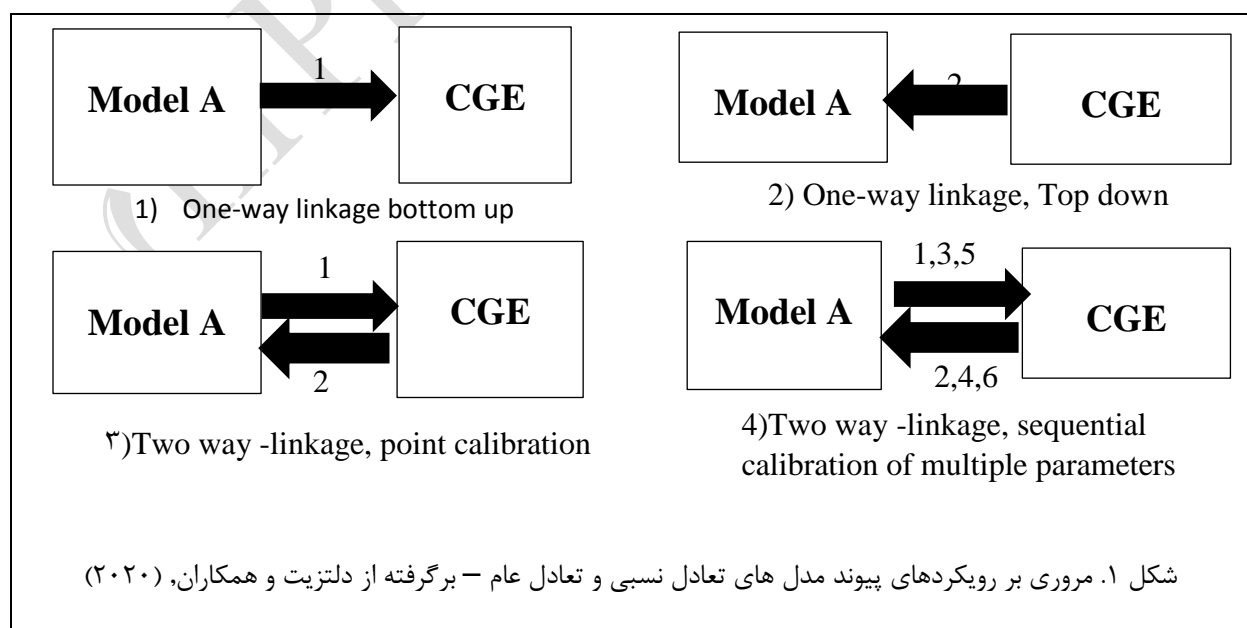 Model A
1
CGE
1) One-way linkage bottom up
Model A
2
CGE
2) One-way linkage, Top down
Model A
1
2
CGE
۳)Two way -linkage, point calibration
Model A
1,3,5
2,4,6
CGE
4)Two way -linkage, sequential
calibration of multiple parameters
شکل ۱. مروری بر رویکردهای پیوند مدل های تعادل نسبی و تعادل عام – برگرفته از دلتزیت و همکاران, (۲۰۲۰)